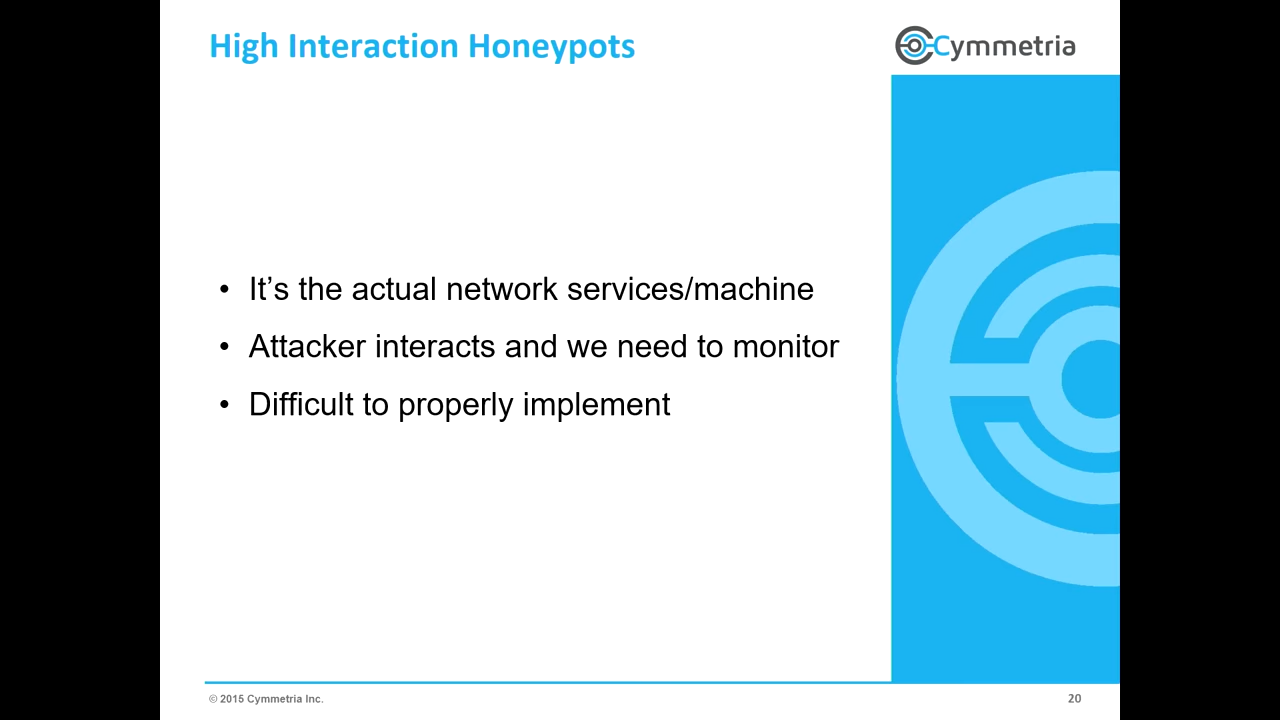 High Interaction Honeypots
Cymmetria
• It’s the actual network services/machine
• Attacker interacts and we need to monitor
• Difficult to properly implement
© 2015 Cymmetria Inc.
20